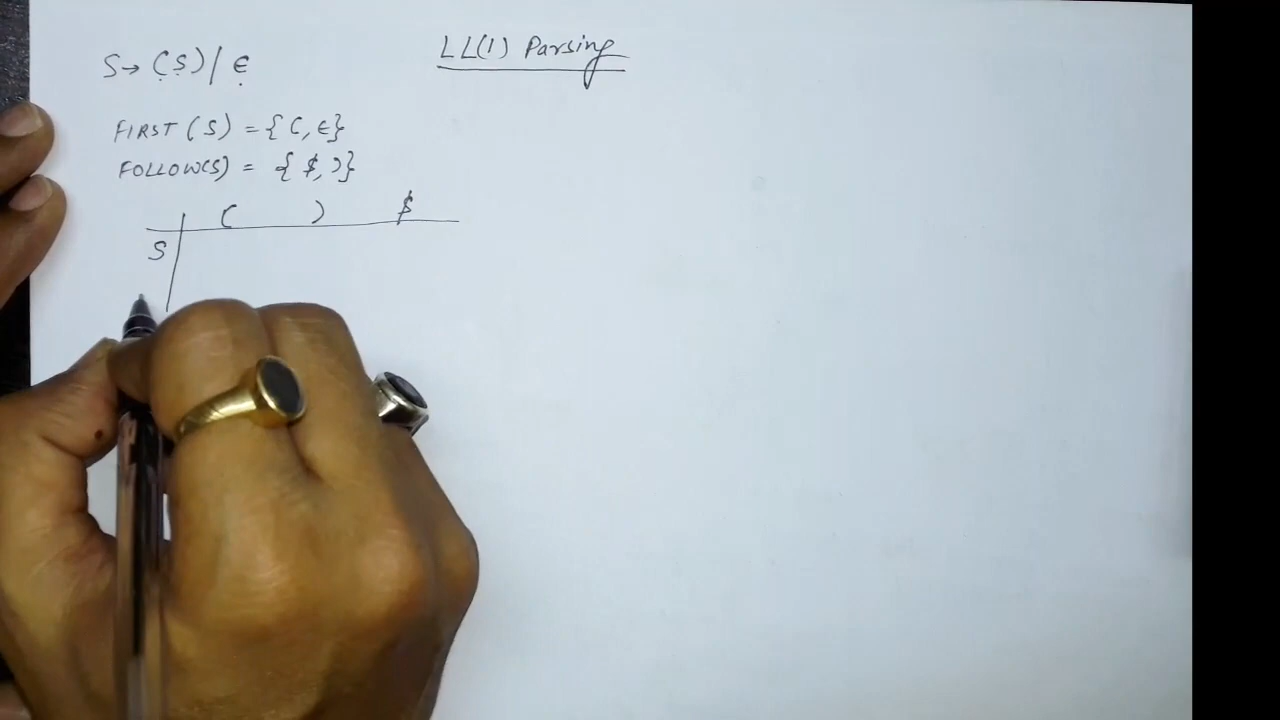 LL(1) Parsing
S→ (S) / ϵ
FIRST(S) = { (, ϵ}
FOLLOW(S) = { $, )}
( ) $
S